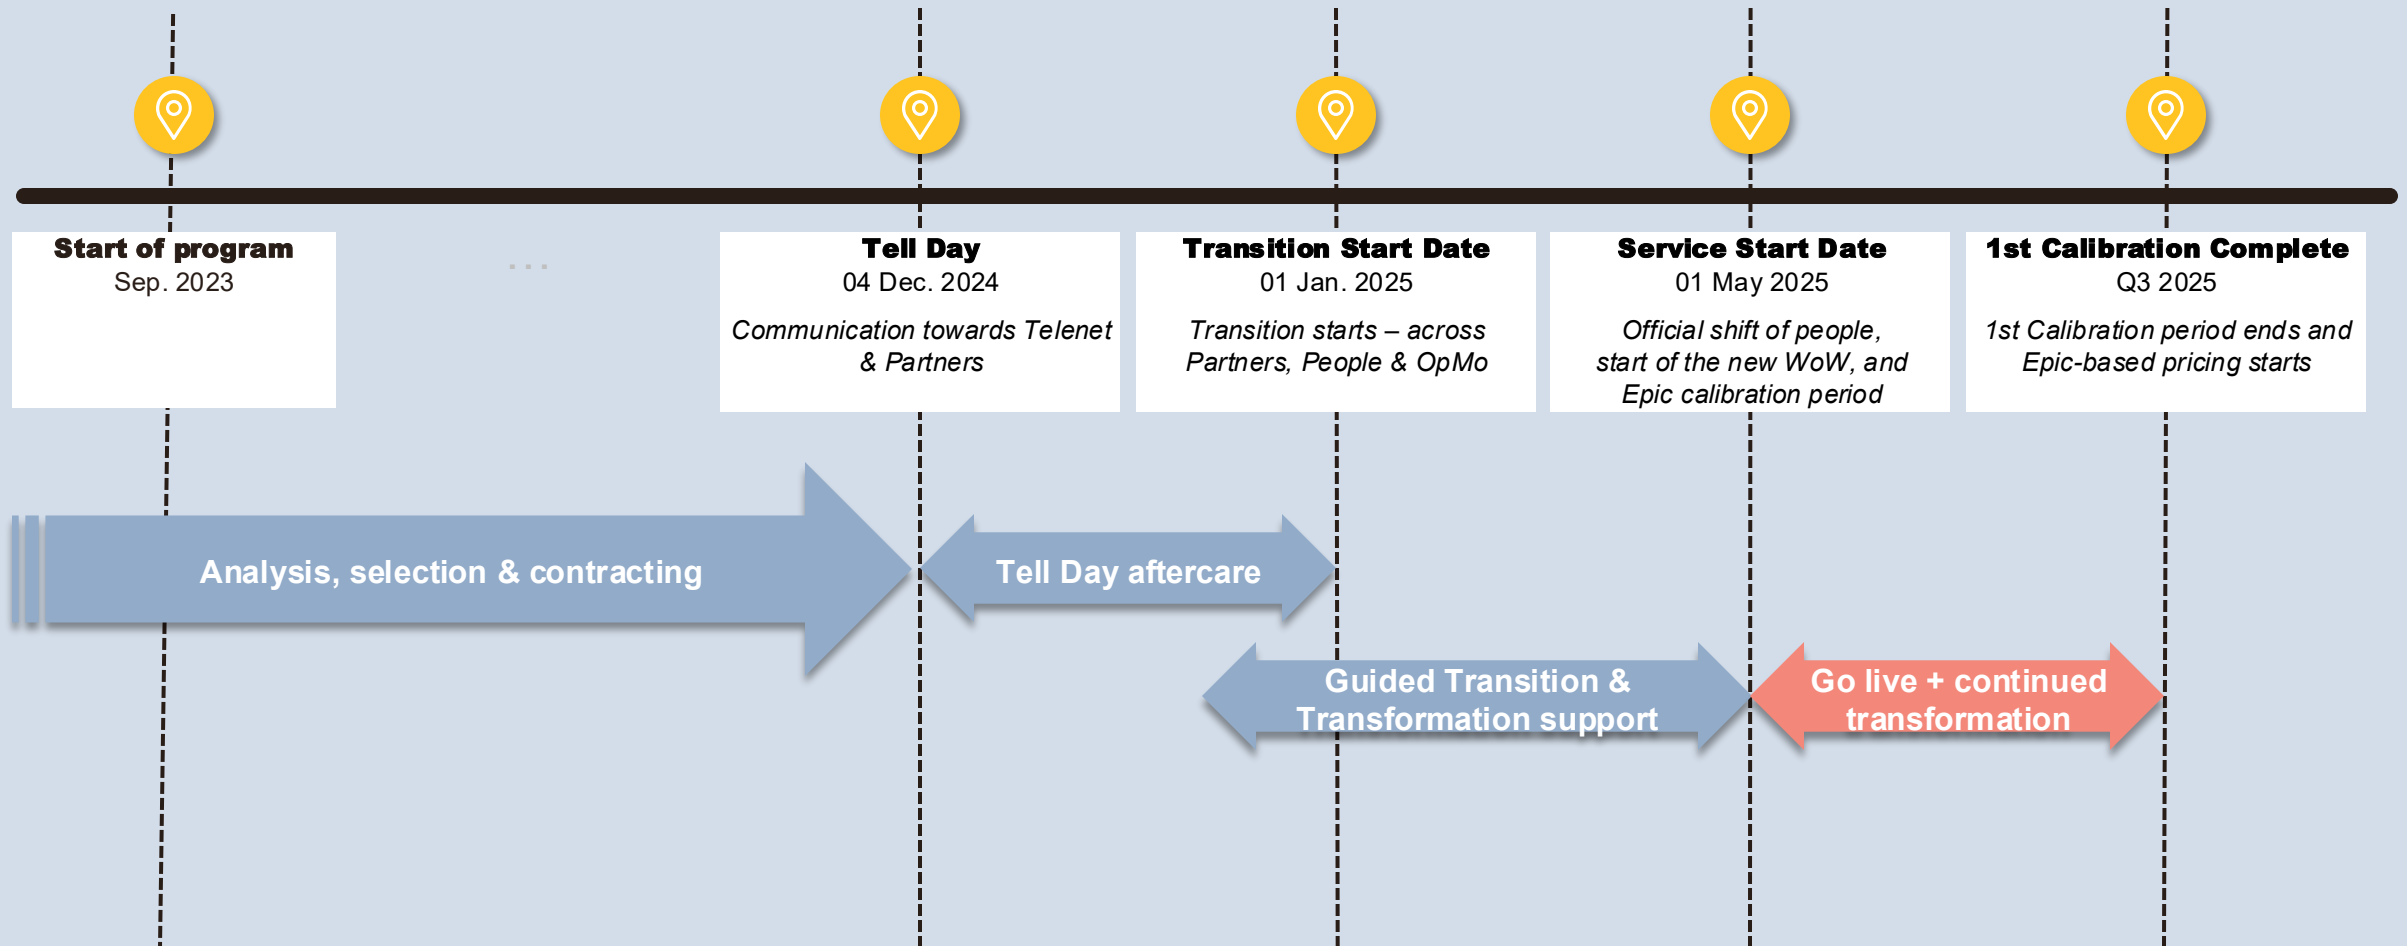 Start of program
Sep. 2023
...
Tell Day
04 Dec. 2024
Communication towards Telenet
& Partners
Transition Start Date
01 Jan. 2025
Transition starts – across
Partners, People & OpMo
Service Start Date
01 May 2025
Official shift of people,
start of the new WoW, and
Epic calibration period
1st Calibration Complete
Q3 2025
1st Calibration period ends and
Epic-based pricing starts
Analysis, selection & contracting
Tell Day aftercare
Guided Transition &
Transformation support
Go live + continued
transformation